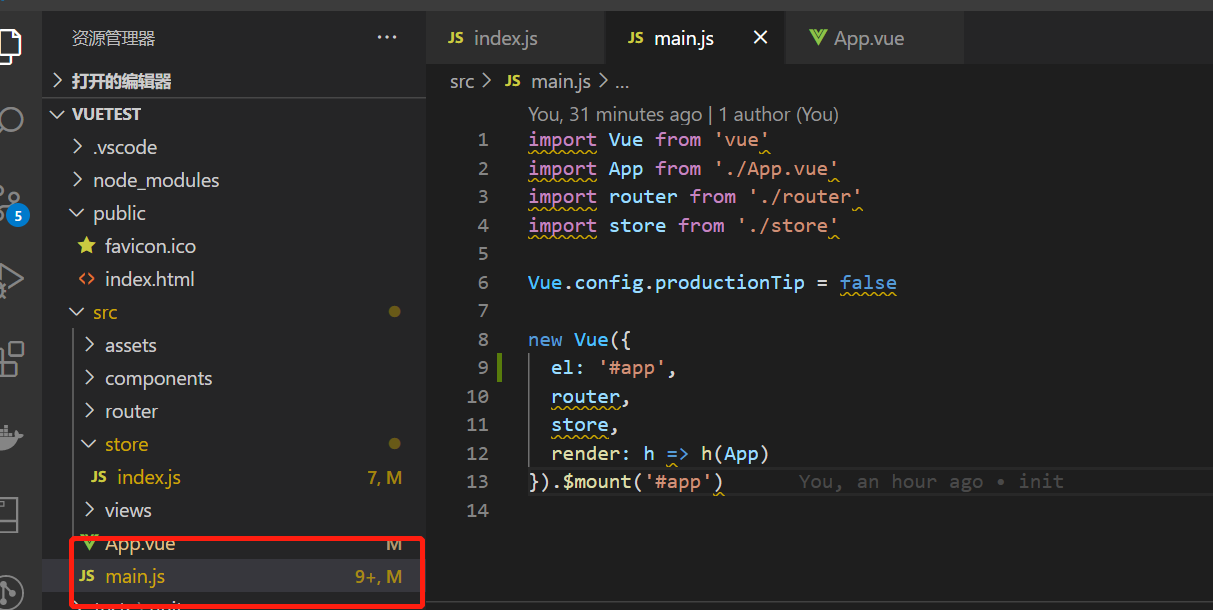 资源管理器
打开的编辑器
VUETEST
.vscode
node_modules
public
favicon.ico
index.html
src
assets
components
router
store
JS index.js 7, M
views
App.vue M
JS main.js 9+, M
5
JS index.js
JS main.js
App.vue
src > JS main.js > ...
You, 31 minutes ago | 1 author (You)
1 import Vue from 'vue'
2 import App from './App.vue'
3 import router from './router'
4 import store from './store'
5
6 Vue.config.productionTip = false
7
8 new Vue({
9 el: '#app',
10 router,
11 store,
12 render: h => h(App)
13 }).$mount('#app') You, an hour ago • init
14